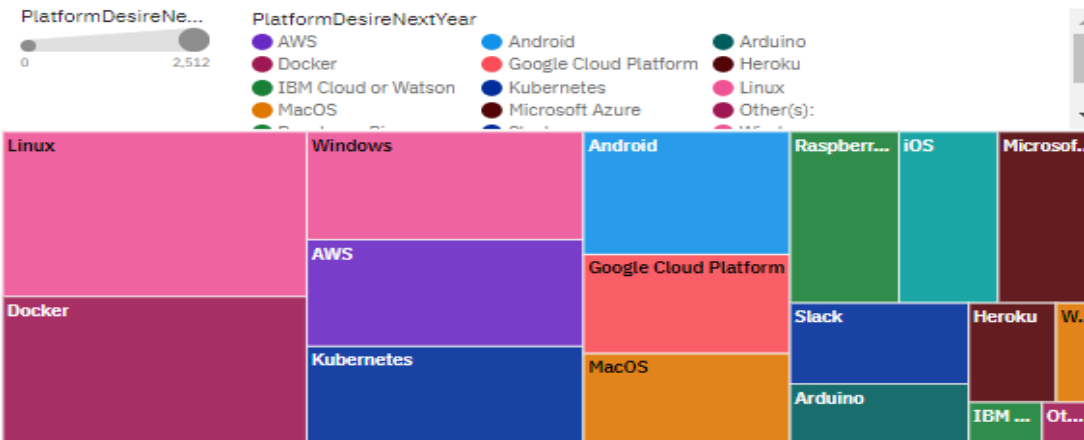 PlatformDesireNe...
0 2,512
PlatformDesireNextYear
AWS Android Arduino
Docker Google Cloud Platform Heroku
IBM Cloud or Watson Kubernetes Linux
MacOS Microsoft Azure Other(s):
Linux Windows Android Raspberr... iOS Microsof...
AWS
Google Cloud Platform
Docker Slack Heroku W...
Kubernetes
MacOS
Arduino
IBM ... Ot...